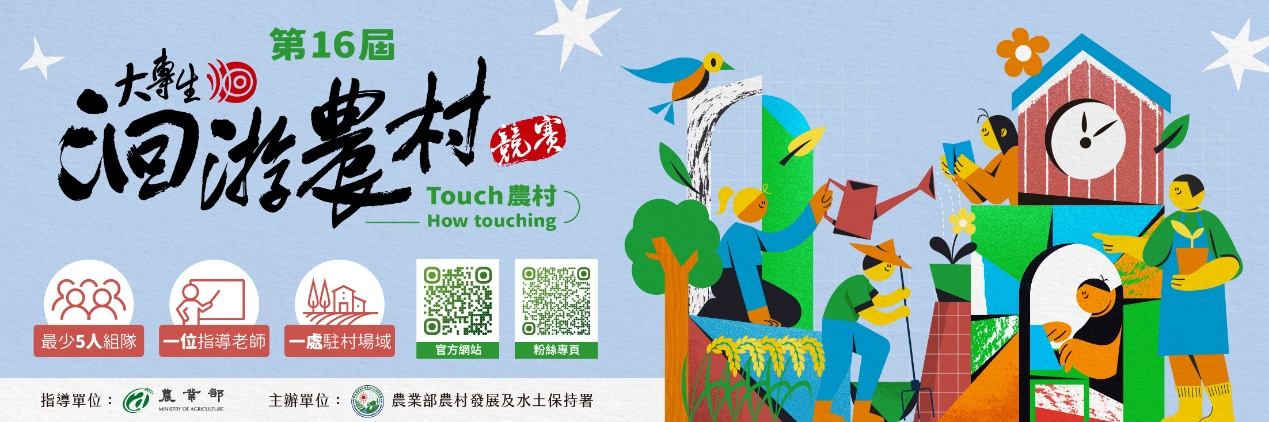 第16屆
大專生
洄游農村
競賽
Touch農村
How touching
最少5人組隊
一位指導老師
一處駐村場域
官方網站
粉絲專頁
指導單位：
農業部
MINISTRY OF AGRICULTURE
主辦單位：
農業部農村發展及水土保持署